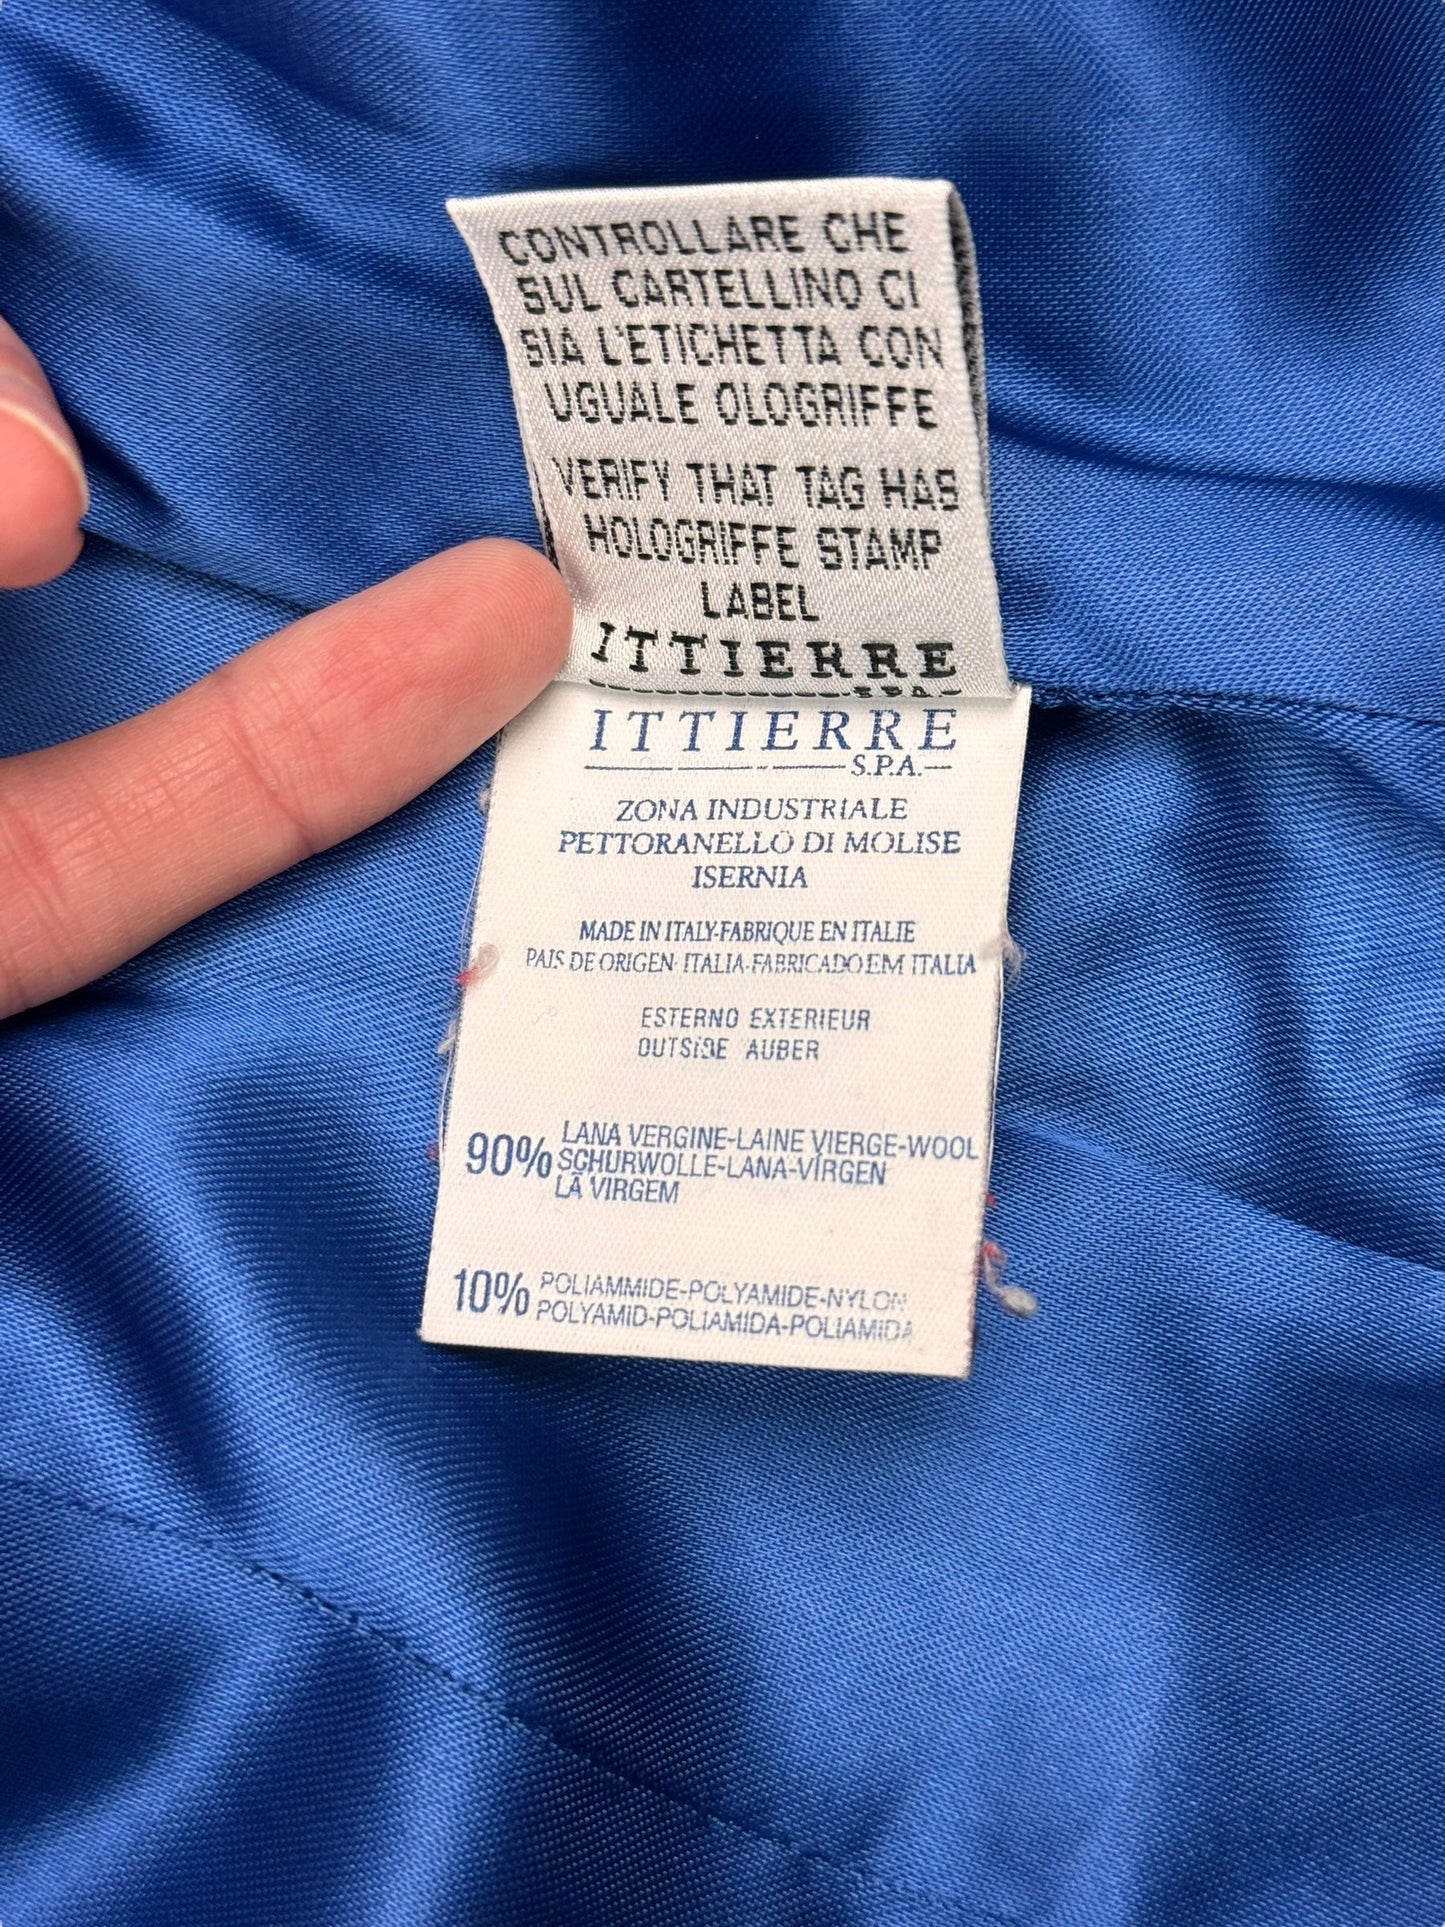 CONTROLLARE CHE
SUL CARTELLINO CI
SIA L'ETICHETTA CON
UGUALE OLOGRIFFE
VERIFY THAT TAG HAS
HOLOGRIFFE STAMP
LABEL
ITTIERRE
SPA
ITTIERRE
S.P.A.
ZONA INDUSTRIALE
PETTORANELLO DI MOLISE
ISERNIA
MADE IN ITALY-FABRIQUE EN ITALIE
PAIS DE ORIGEN-ITALIA-FABRICADO EM ITALIA
ESTERNO EXTERIEUR
OUTSIDE AUBER
90% LANA VERGINE-LAINE VIERGE-WOOL
SCHURWOLLE-LANA-VÍRGEN
LÃ VIRGEM
10% POLIAMMIDE-POLYAMIDE-NYLON
POLYAMID-POLIAMIDA-POLIAMIDA